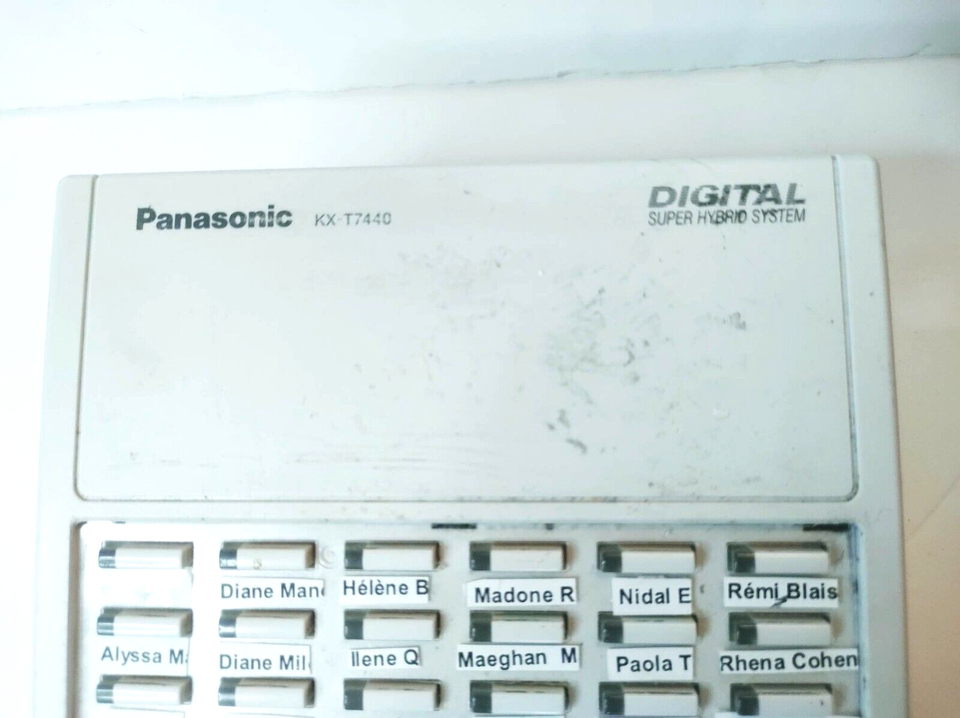 Panasonic KX-T7440
DIGITAL
SUPER HYBRID SYSTEM
Diane Man Hélène B Madone R Nidal E Rémi Blais
Alyssa M Diane Mil Ilene Q Maeghan M Paola T Rhena Cohen